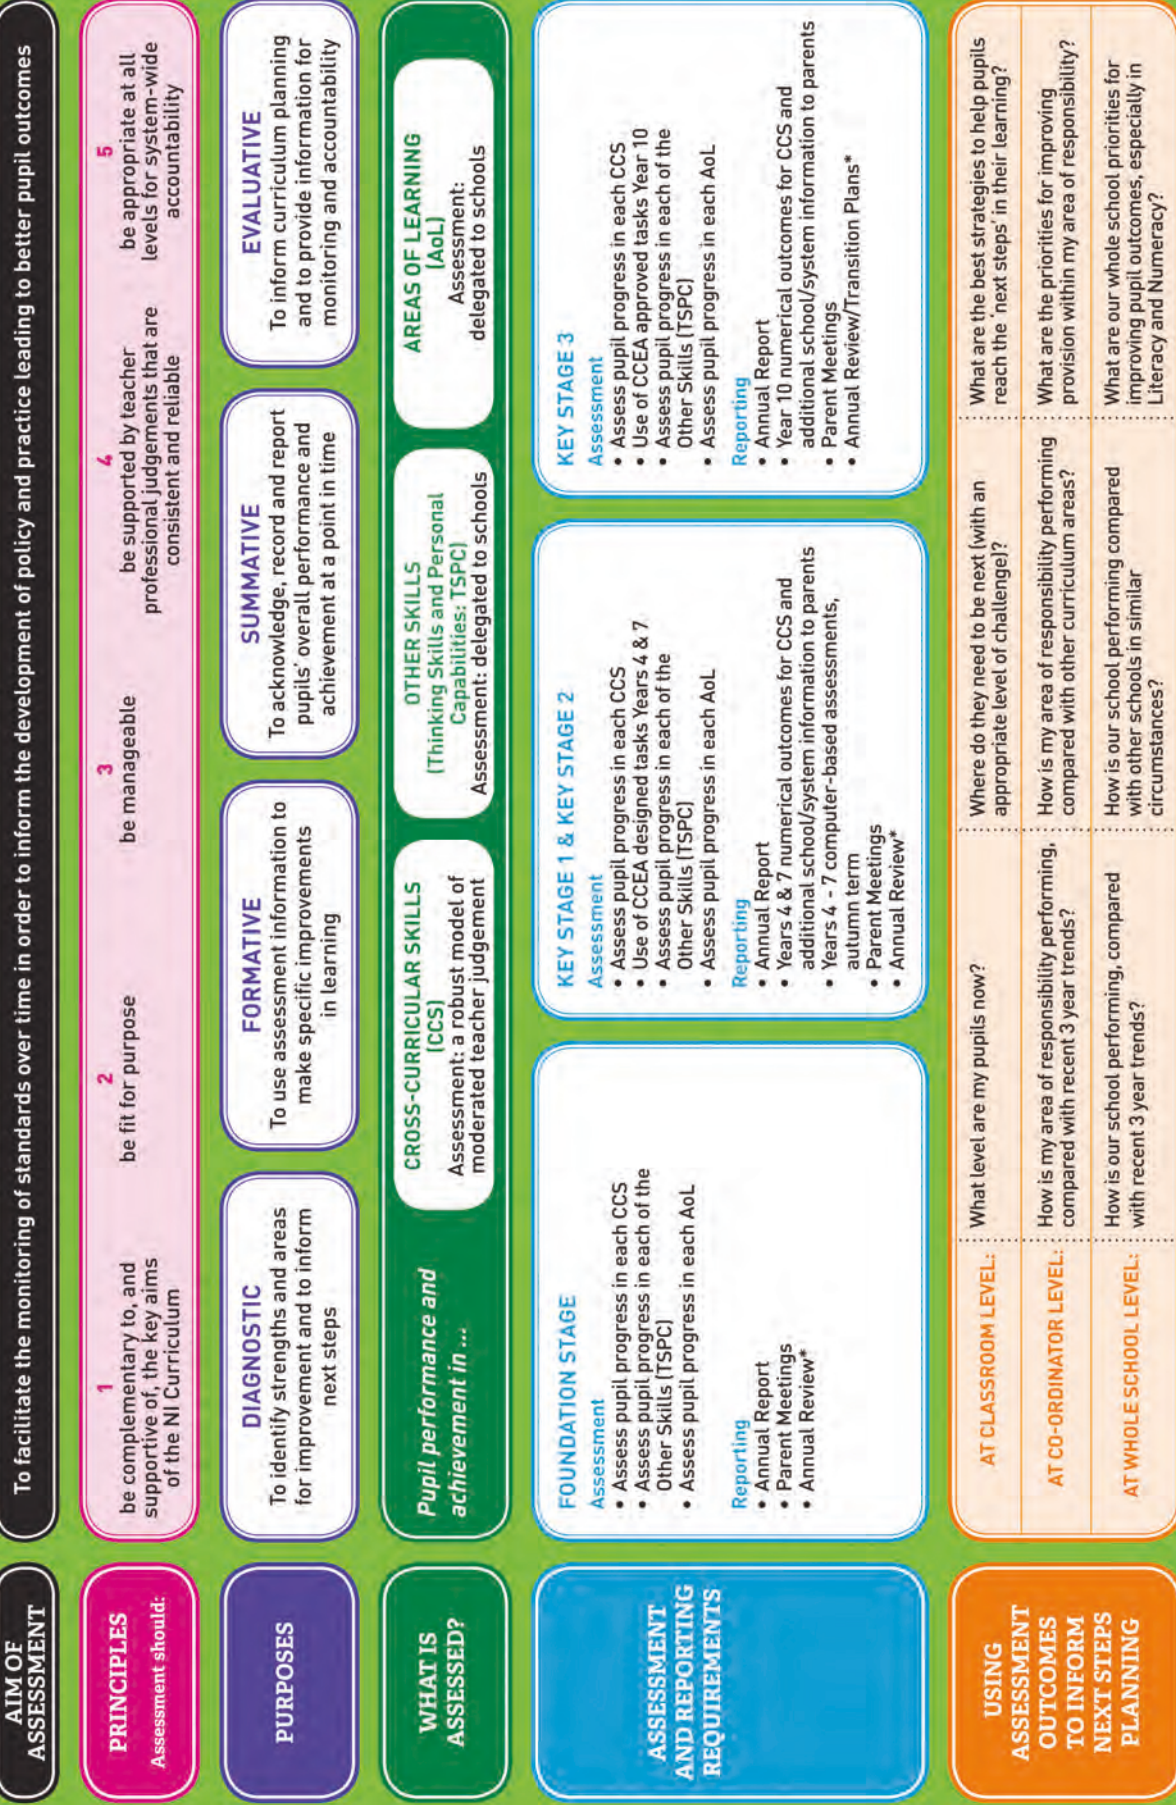 AIM OF
ASSESSMENT
To facilitate the monitoring of standards over time in order to inform the development of policy and practice leading to better pupil outcomes
PRINCIPLES
Assessment should:
1
be complementary to, and
supportive of, the key aims
of the NI Curriculum
2
be fit for purpose
3
be manageable
4
be supported by teacher
professional judgements that are
consistent and reliable
5
be appropriate at all
levels for system-wide
accountability
PURPOSES
DIAGNOSTIC
To identify strengths and areas
for improvement and to inform
next steps
FORMATIVE
To use assessment information to
make specific improvements
in learning
SUMMATIVE
To acknowledge, record and report
pupils' overall performance and
achievement at a point in time
EVALUATIVE
To inform curriculum planning
and to provide information for
monitoring and accountability
WHAT IS
ASSESSED?
Pupil performance and
achievement in ...
CROSS-CURRICULAR SKILLS
(CCS)
Assessment: a robust model of
moderated teacher judgement
OTHER SKILLS
(Thinking Skills and Personal
Capabilities: TSPC)
Assessment: delegated to schools
AREAS OF LEARNING
(AoL)
Assessment:
delegated to schools
ASSESSMENT
AND REPORTING
REQUIREMENTS
FOUNDATION STAGE
Assessment
• Assess pupil progress in each CCS
• Assess pupil progress in each of the
Other Skills (TSPC)
• Assess pupil progress in each AoL
Reporting
• Annual Report
• Parent Meetings
• Annual Review*
KEY STAGE 1 & KEY STAGE 2
Assessment
• Assess pupil progress in each CCS
• Use of CCEA designed tasks Years 4 & 7
• Assess pupil progress in each of the
Other Skills (TSPC)
• Assess pupil progress in each AoL
Reporting
• Annual Report
• Years 4 & 7 numerical outcomes for CCS and
additional school/system information to parents
• Years 4 - 7 computer-based assessments,
autumn term
• Parent Meetings
• Annual Review*
KEY STAGE 3
Assessment
• Assess pupil progress in each CCS
• Use of CCEA approved tasks Year 10
• Assess pupil progress in each of the
Other Skills (TSPC)
• Assess pupil progress in each AoL
Reporting
• Annual Report
• Year 10 numerical outcomes for CCS and
additional school/system information to parents
• Parent Meetings
• Annual Review/Transition Plans*
USING
ASSESSMENT
OUTCOMES
TO INFORM
NEXT STEPS
PLANNING
AT CLASSROOM LEVEL:
What level are my pupils now?
Where do they need to be next (with an
appropriate level of challenge)?
What are the best strategies to help pupils
reach the 'next steps' in their learning?
AT CO-ORDINATOR LEVEL:
How is my area of responsibility performing,
compared with recent 3 year trends?
How is my area of responsibility performing
compared with other curriculum areas?
What are the priorities for improving
provision within my area of responsibility?
AT WHOLE SCHOOL LEVEL:
How is our school performing, compared
with recent 3 year trends?
How is our school performing compared
with other schools in similar
circumstances?
What are our whole school priorities for
improving pupil outcomes, especially in
Literacy and Numeracy?